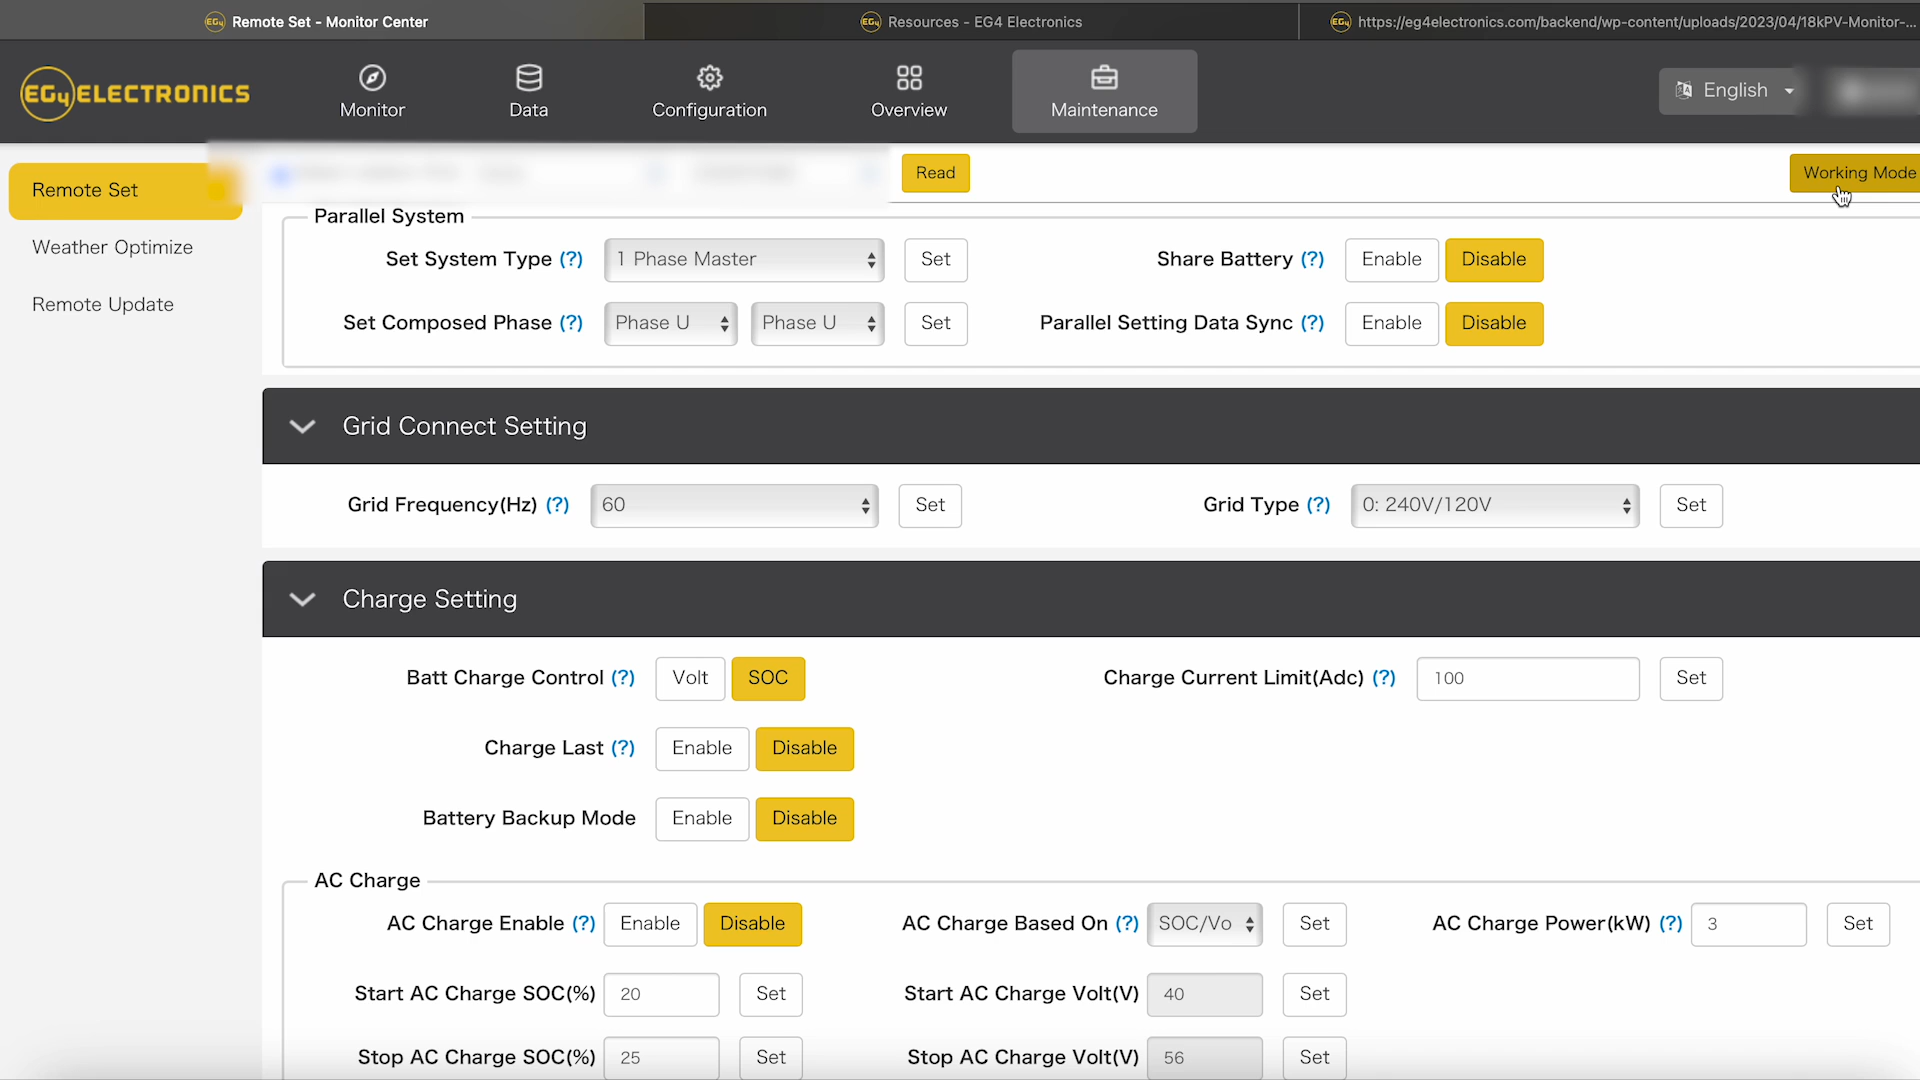 Remote Set - Monitor Center
Resources - EG4 Electronics
https://eg4electronics.com/backend/wp-content/uploads/2023/04/18kPV-Monitor-...
EG4 ELECTRONICS
Monitor
Data
Configuration
Overview
Maintenance
English
Remote Set
Weather Optimize
Remote Update
Read
Working Mode
Parallel System
Set System Type (?) 1 Phase Master Set Share Battery (?) Enable Disable
Set Composed Phase (?) Phase U Phase U Set Parallel Setting Data Sync (?) Enable Disable
Grid Connect Setting
Grid Frequency(Hz) (?) 60 Set Grid Type (?) 0: 240V/120V Set
Charge Setting
Batt Charge Control (?) Volt SOC Charge Current Limit(Adc) (?) 100 Set
Charge Last (?) Enable Disable
Battery Backup Mode Enable Disable
AC Charge
AC Charge Enable (?) Enable Disable AC Charge Based On (?) SOC/Vo Set AC Charge Power(kW) (?) 3 Set
Start AC Charge SOC(%) 20 Set Start AC Charge Volt(V) 40 Set
Stop AC Charge SOC(%) 25 Set Stop AC Charge Volt(V) 56 Set